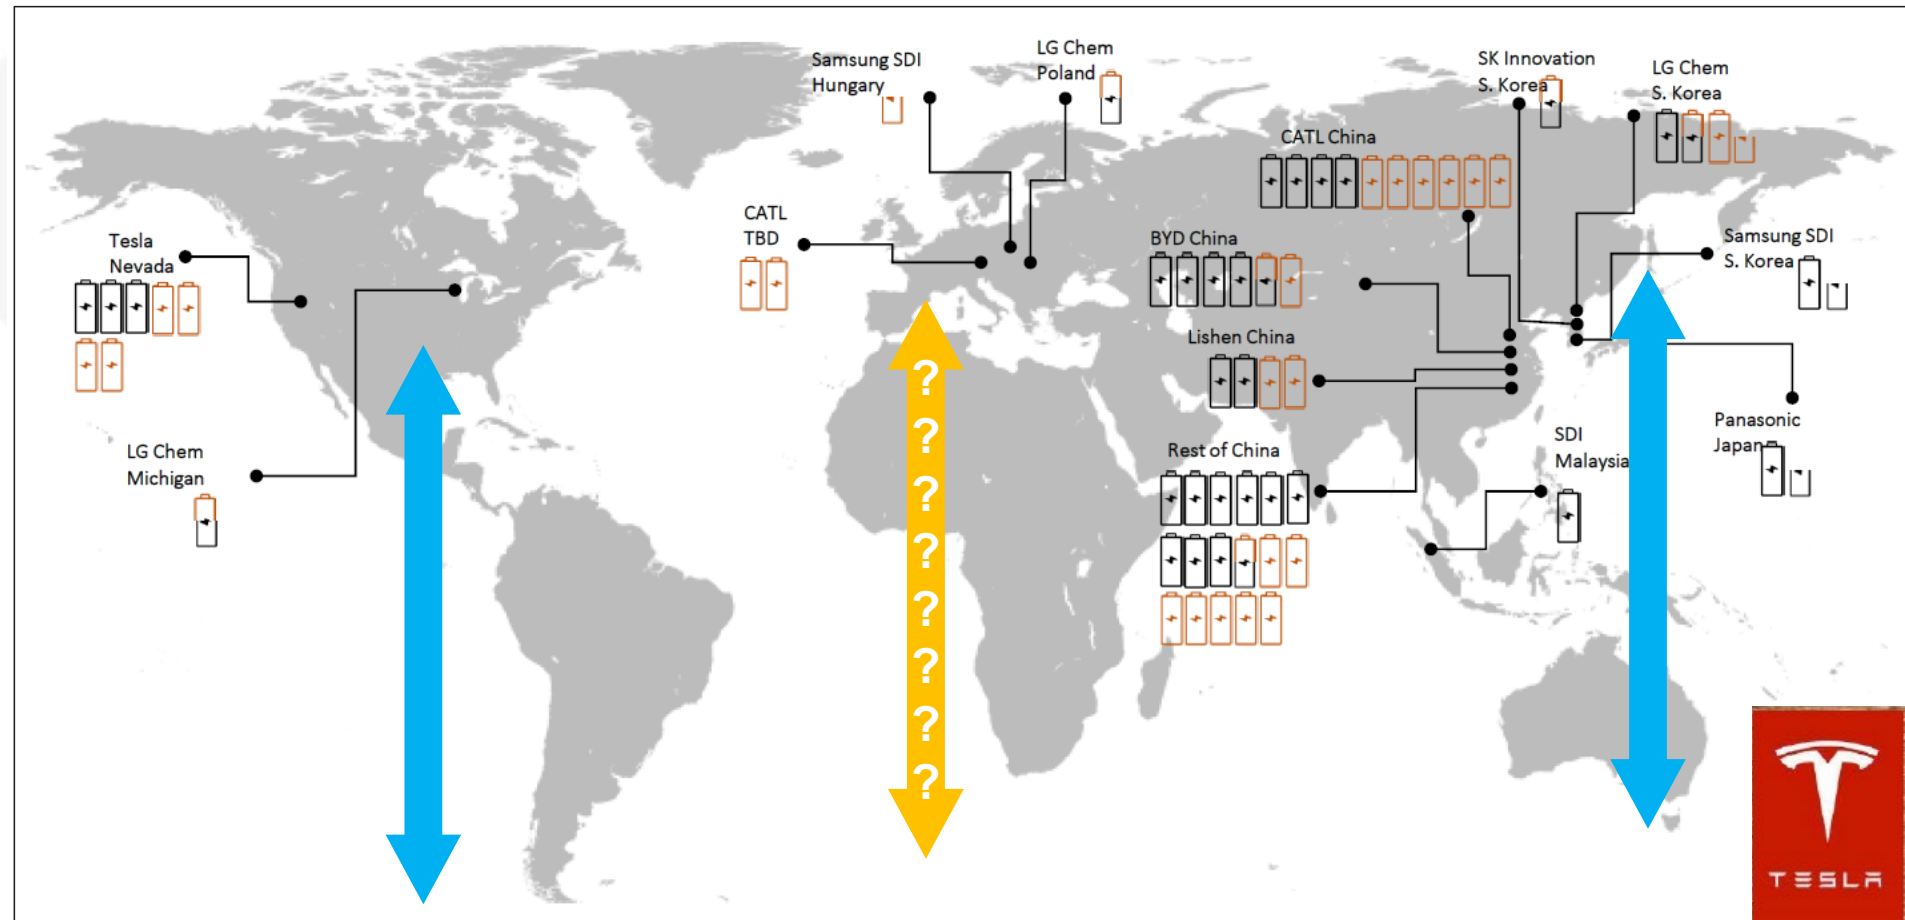 Samsung SDI
Hungary
LG Chem
Poland
SK Innovation
S. Korea
LG Chem
S. Korea
CATL China
CATL
TBD
Tesla
Nevada
BYD China
Samsung SDI
S. Korea
Lishen China
LG Chem
Michigan
Rest of China
SDI
Malaysia
Panasonic
Japan
?
?
?
?
?
?
?
?
TESLA